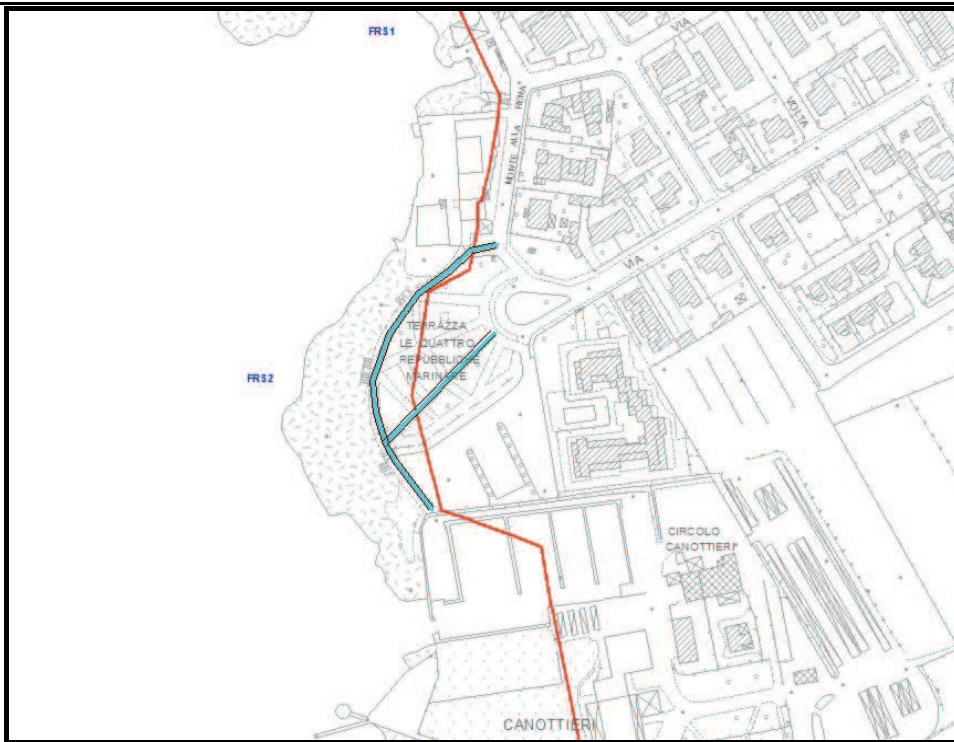 FRS1
VIA
VOLTA
MONTE ALLA RENA
VIA
TERRAZZA
LE QUATTRO
REPUBBLICHE
MARINARE
FRS2
CIRCOLO
CANOTTIERI
CANOTTIERI